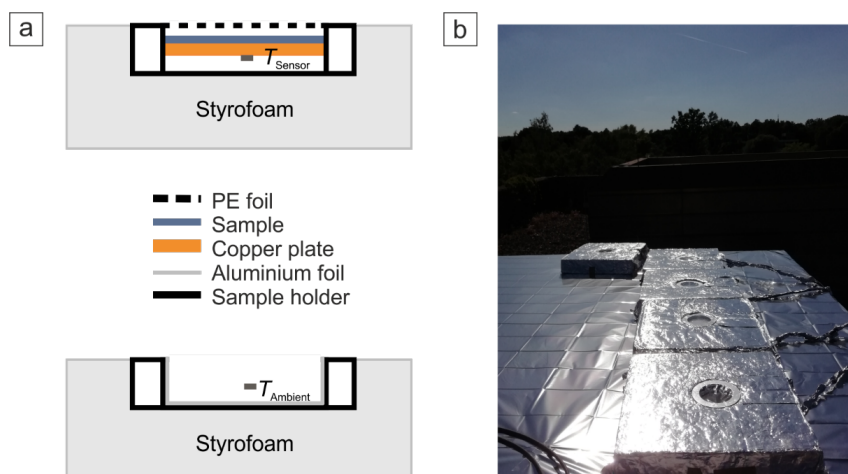 a
T Sensor
Styrofoam
PE foil
Sample
Copper plate
Aluminium foil
Sample holder
T Ambient
Styrofoam
b